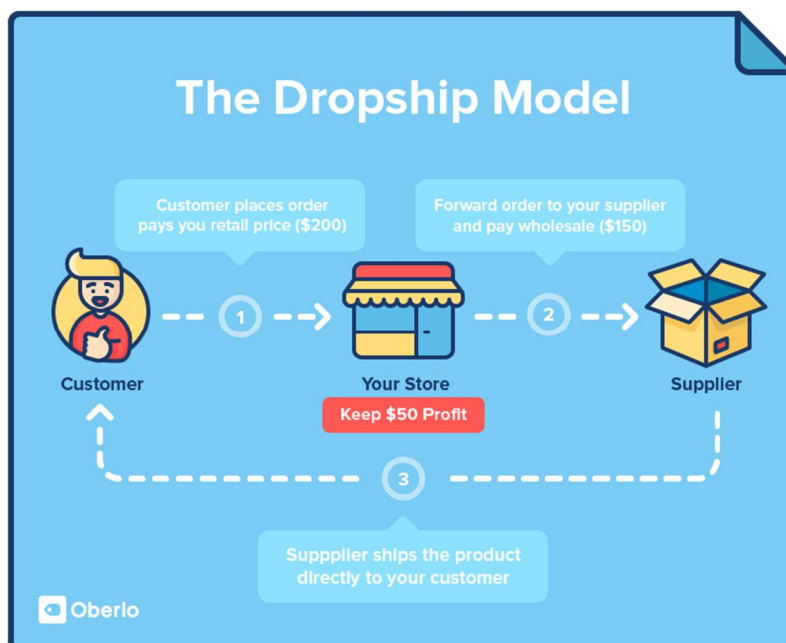 The Dropship Model
Customer places order
pays you retail price ($200)
Forward order to your supplier
and pay wholesale ($150)
1
2
Customer
Your Store
Supplier
Keep $50 Profit
3
Suppplier ships the product
directly to your customer
Oberlo